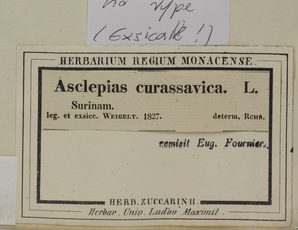 no type
(Exsicatte!)
HERBARIUM REGIUM MONACENSE.
Asclepias curassavica. L.
Surinam.
leg. et exsicc. WEIGELT. 1827. determ. RCHB.
remisit Eug. Fournier.
HERB. ZUCCARINII
Herbar. Univ. Ludov. Maximil.